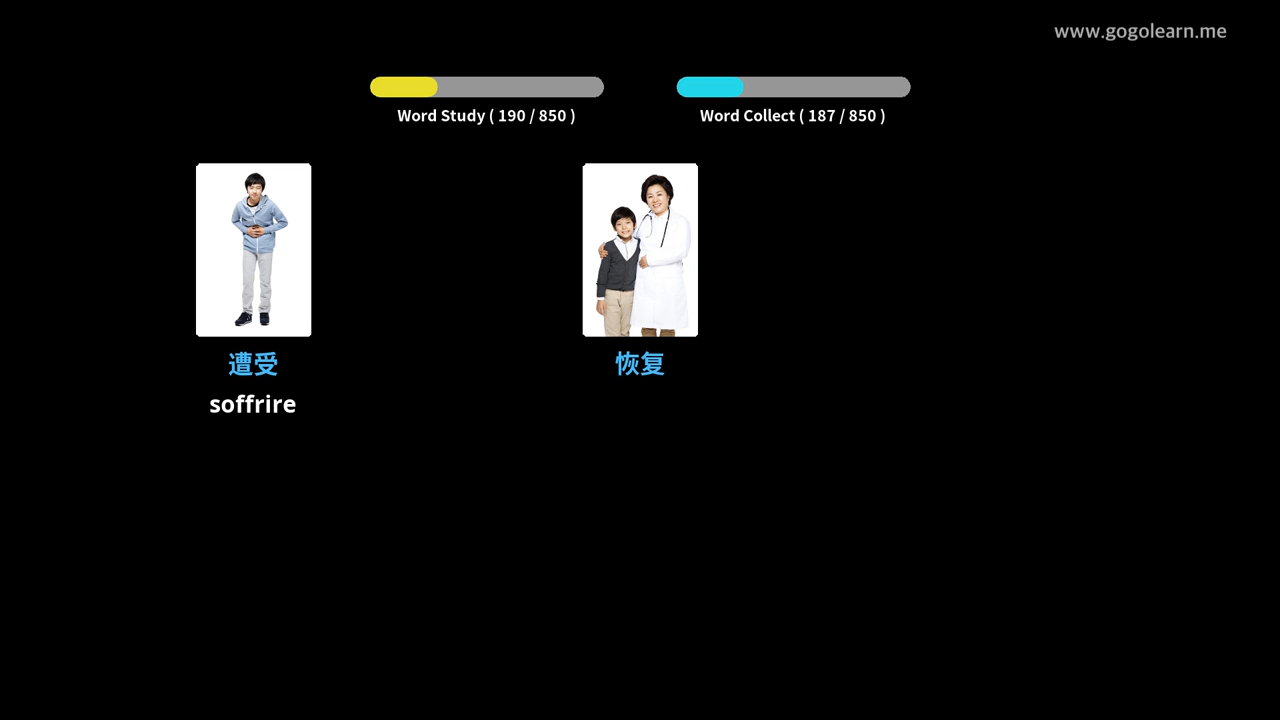 www.gogolearn.me
Word Study ( 190 / 850 )
Word Collect ( 187 / 850 )
遭受
恢复
soffrire